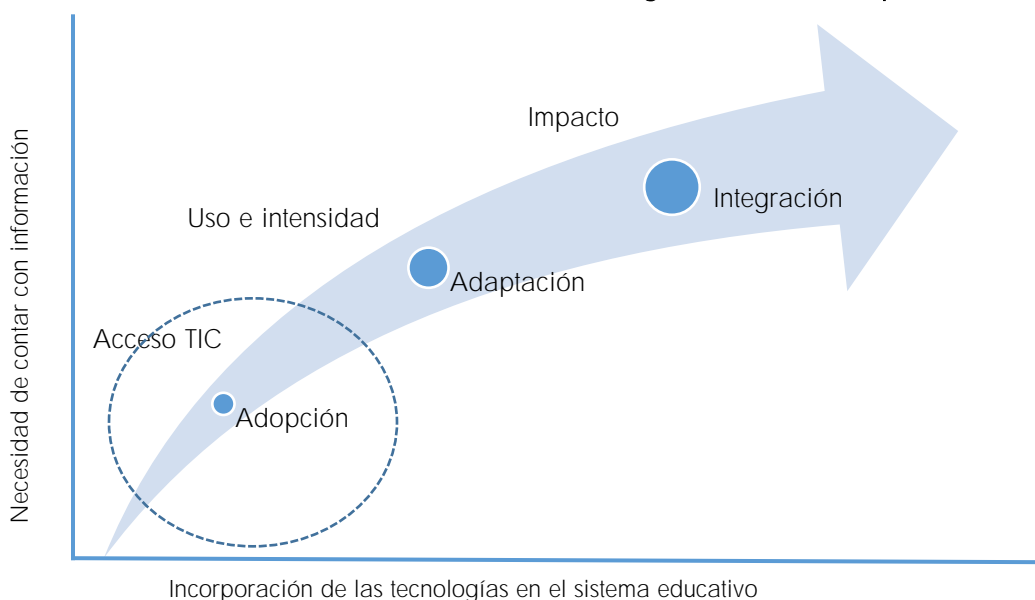 Impacto
Integración
Uso e intensidad
Adaptación
Acceso TIC
Adopción
Necesidad de contar con información
Incorporación de las tecnologías en el sistema educativo